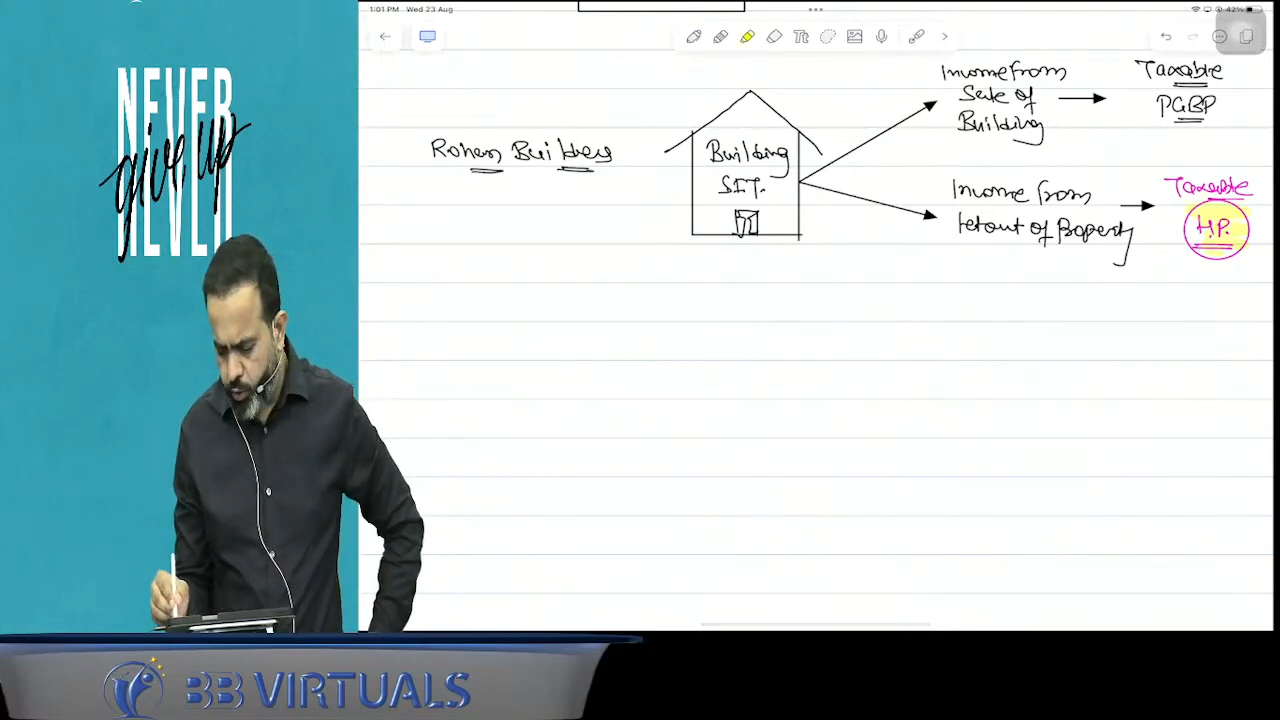 1:01 PM Wed 23 Aug
42%
NEVER
give up
NEVER
Rohan Builders
Building
S.I.T.
Income from
Sale of
Building
Taxable
PGBP
Income from
letout of Property
Taxable
H.P.
BB VIRTUALS